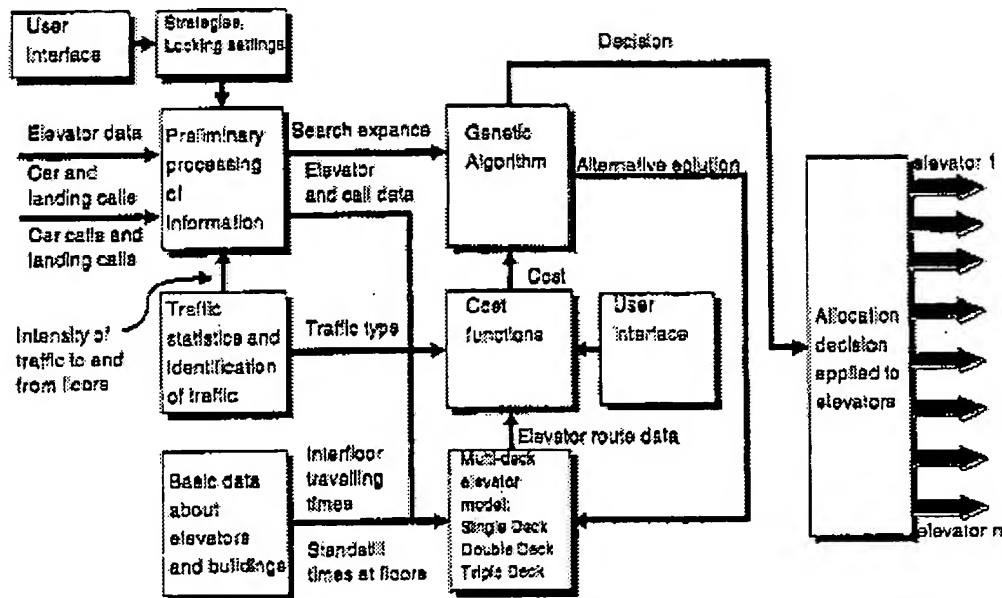 User
Interface
Strategies,
Locking settings
Decision
Elevator data
Car and
landing calls
Car calls and
landing calls
Preliminary
processing
of
information
Search expance
Elevator
and call data
Genetic
Algorithm
Alternative solution
Cost
Intensity of
traffic to and
from floors
Traffic
statistics and
identification
of traffic
Traffic type
Cost
functions
User
interface
Allocation
decision
applied to
elevators
elevator 1
elevator n
Elevator route data
Basic data
about
elevators
and buildings
Interfloor
travelling
times
Standstill
times at floors
Multi-deck
elevator
model:
Single Deck
Double Deck
Triple Deck